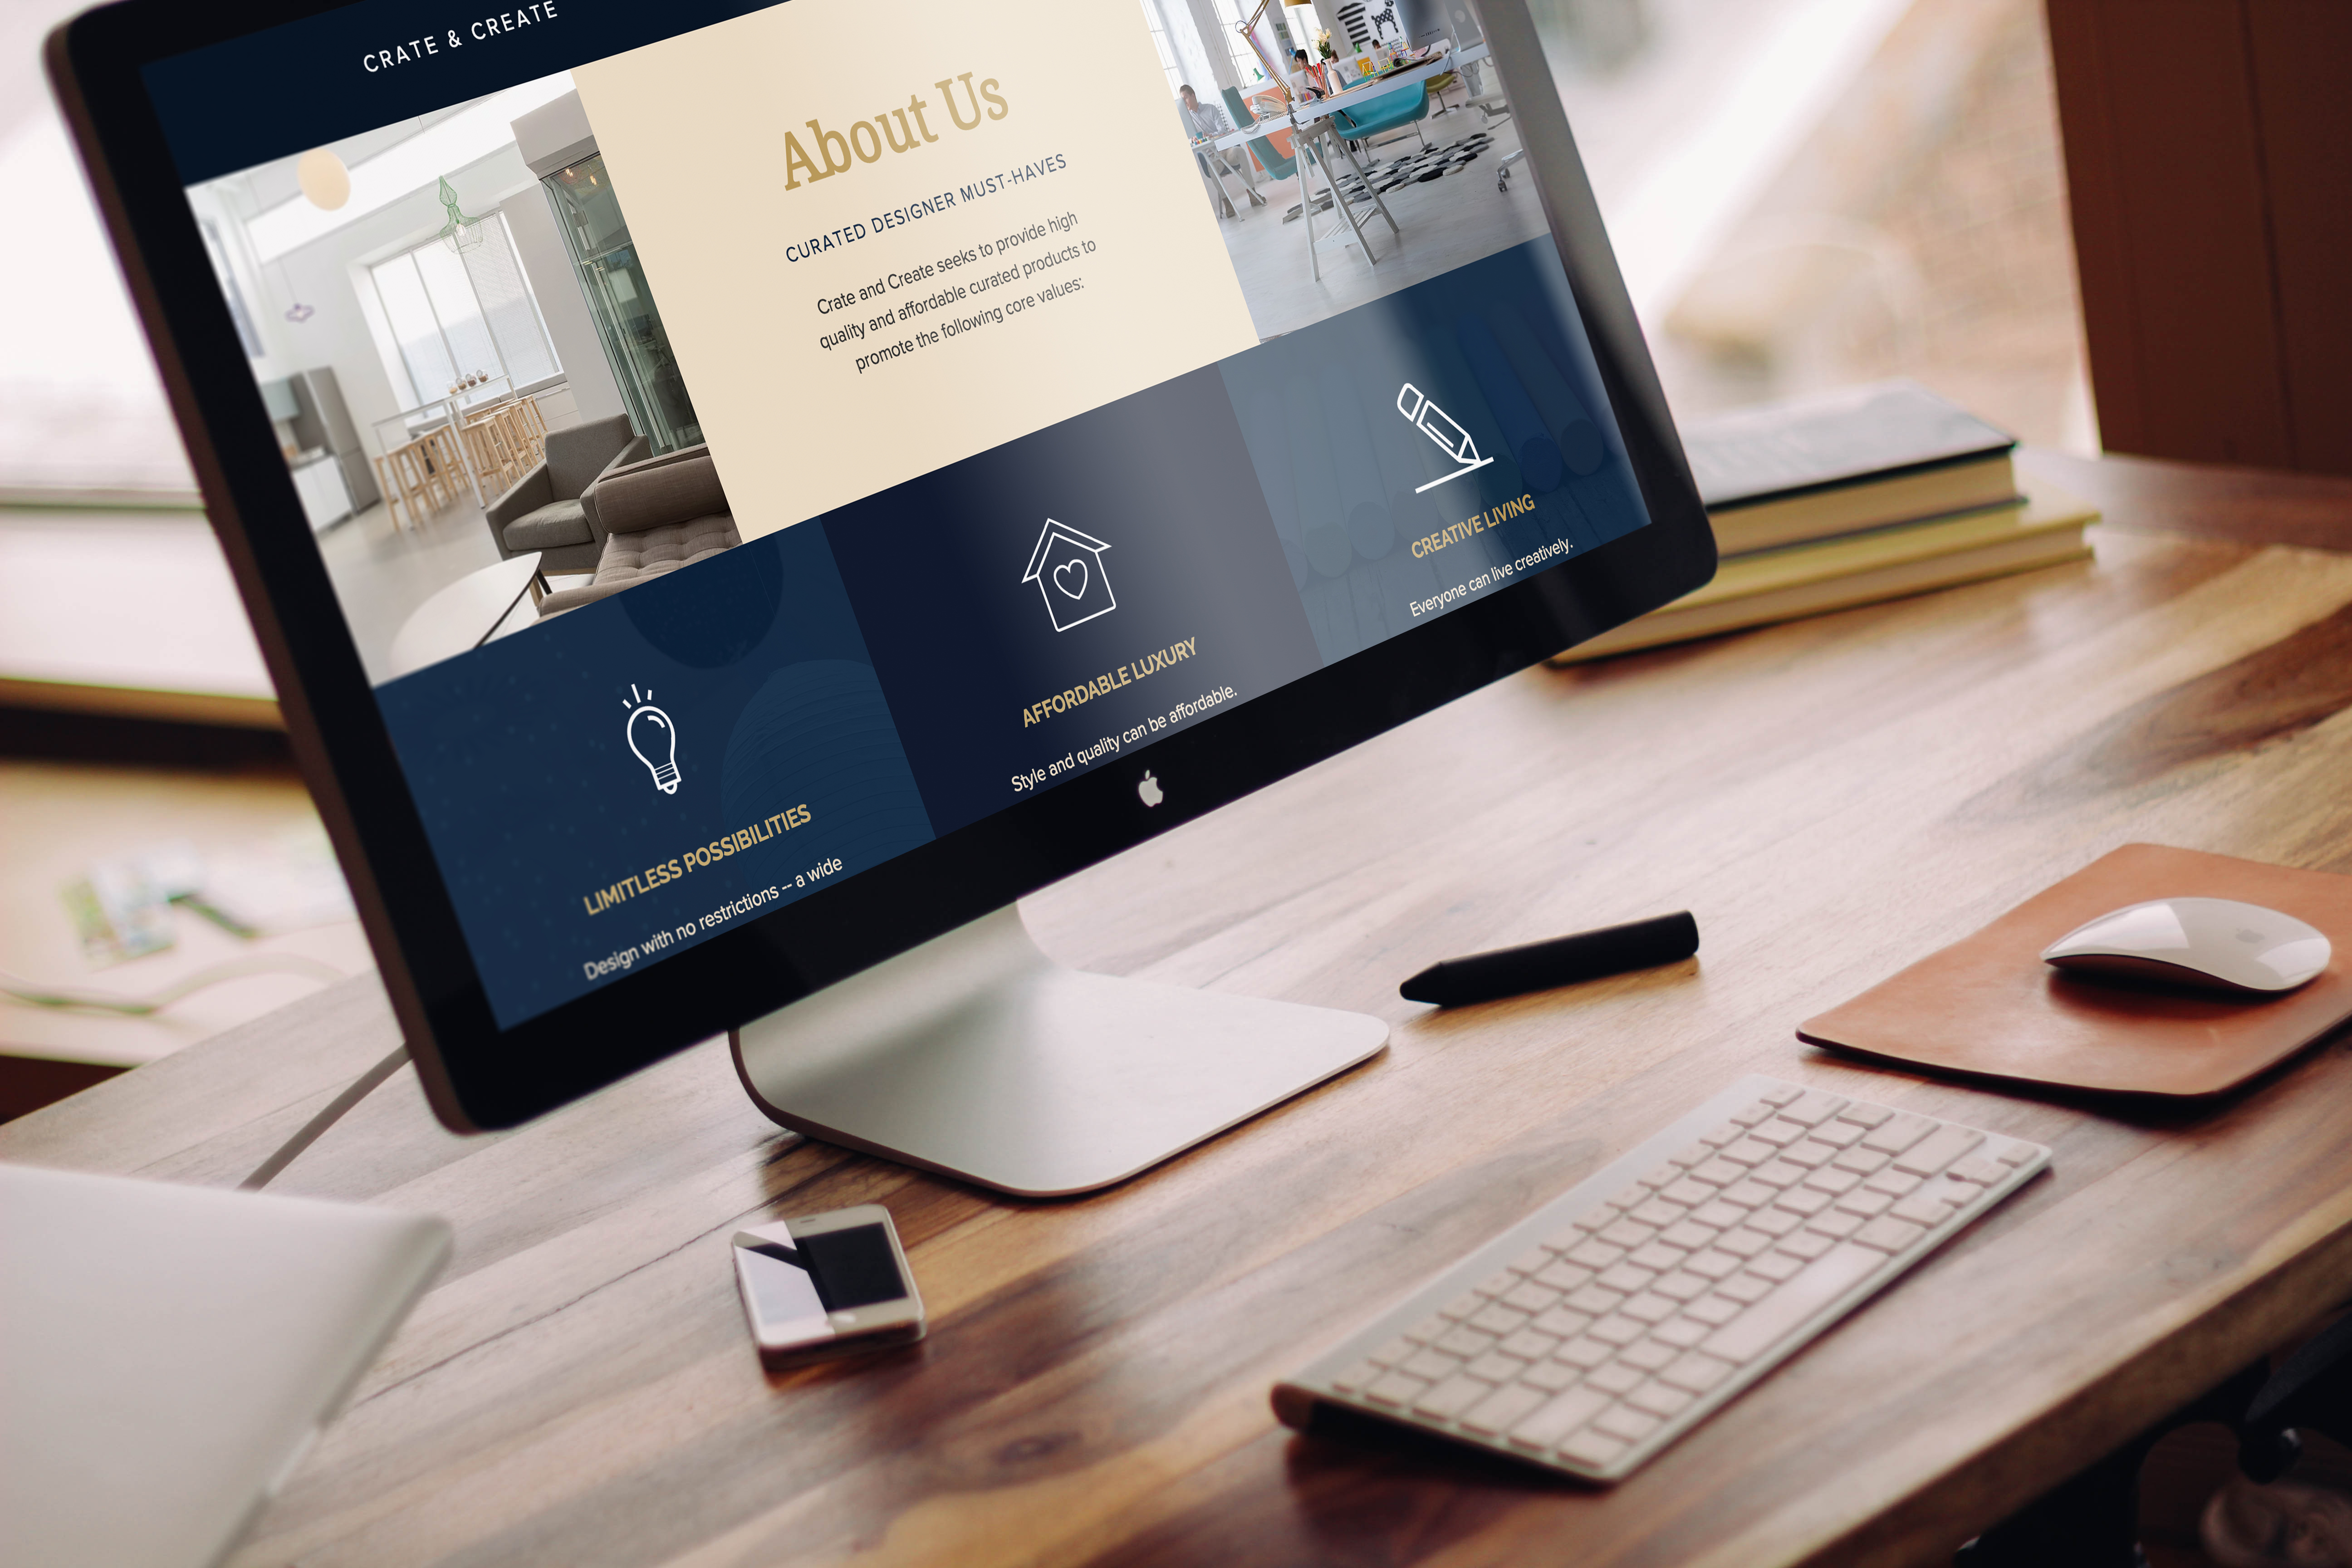 CRATE & CREATE
About Us
CURATED DESIGNER MUST-HAVES
Crate and Create seeks to provide high
quality and affordable curated products to
promote the following core values:
LIMITLESS POSSIBILITIES
Design with no restrictions -- a wide
AFFORDABLE LUXURY
Style and quality can be affordable.
CREATIVE LIVING
Everyone can live creatively.